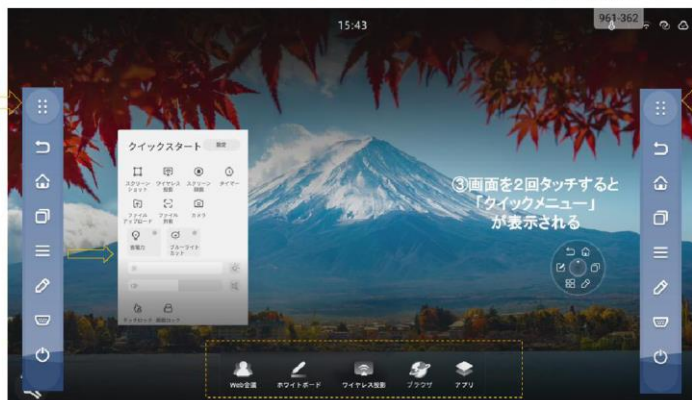 15:43
961-362
クイックスタート
設定
スクリーンショット
ワイヤレス投影
スクリーン録画
タイマー
ファイルアップロード
ファイル
カメラ
省電力
ブルーライトカット
③画面を2回タッチすると
「クイックメニュー」
が表示される
Web会議
ホワイトボード
ワイヤレス投影
ブラウザ
アプリ